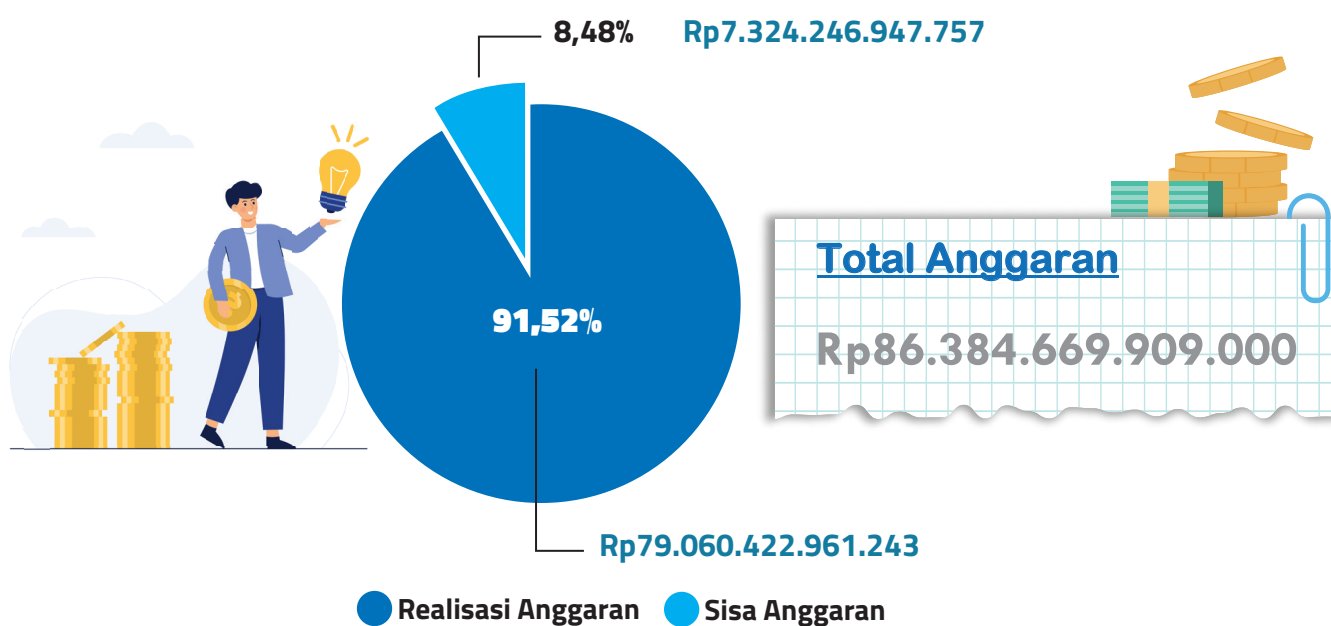 8,48% Rp7.324.246.947.757
Total Anggaran
91,52%
Rp86.384.669.909.000
Rp79.060.422.961.243
Realisasi Anggaran Sisa Anggaran